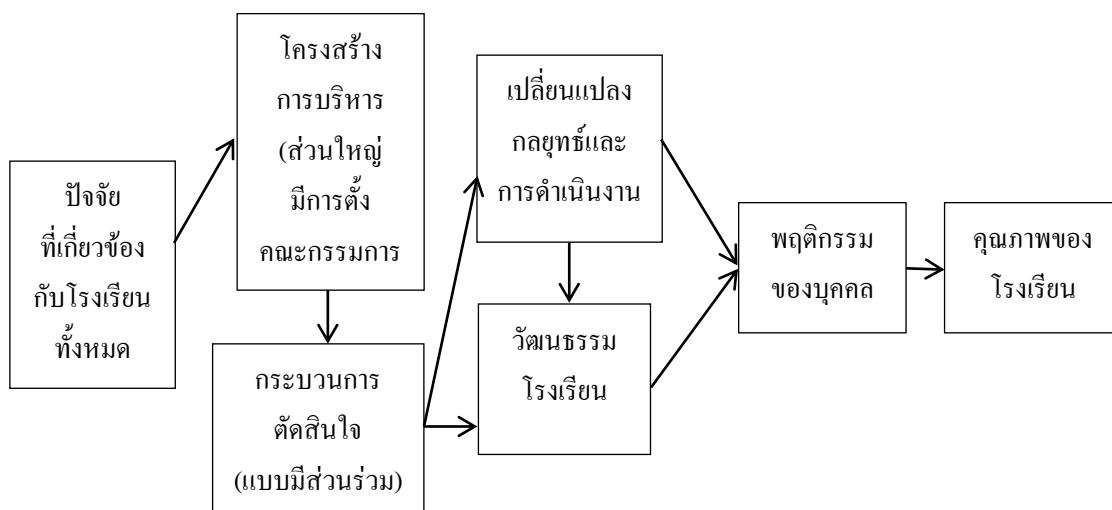 ปัจจัย
ที่เกี่ยวข้อง
กับโรงเรียน
ทั้งหมด
โครงสร้าง
การบริหาร
(ส่วนใหญ่
มีการตั้ง
คณะกรรมการ
กระบวนการ
ตัดสินใจ
(แบบมีส่วนร่วม)
เปลี่ยนแปลง
กลยุทธ์และ
การดำเนินงาน
วัฒนธรรม
โรงเรียน
พฤติกรรม
ของบุคคล
คุณภาพของ
โรงเรียน